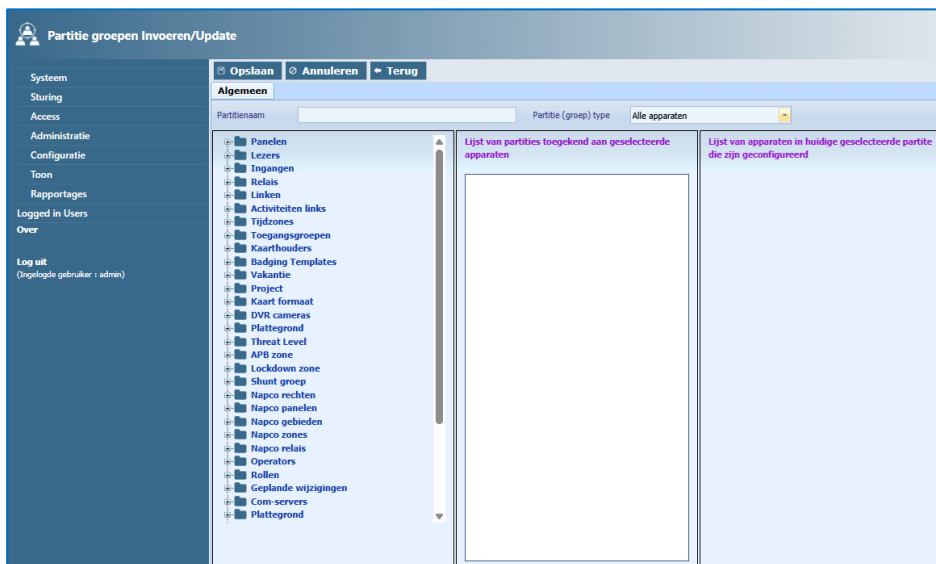 Partitie groepen Invoeren/Update
Systeem
Sturing
Access
Administratie
Configuratie
Toon
Rapportages
Logged in Users
Over
Log uit
(Ingelogde gebruiker : admin)
Opslaan
Annuleren
Terug
Algemeen
Partitienaam
Partitie (groep) type
Alle apparaten
Panelen
Lezers
Ingangen
Relais
Linken
Activiteiten links
Tijdzones
Toegangsgroepen
Kaarthouders
Badging Templates
Vakantie
Project
Kaart formaat
DVR cameras
Plattegrond
Threat Level
APB zone
Lockdown zone
Shunt groep
Napco rechten
Napco panelen
Napco gebieden
Napco zones
Napco relais
Operators
Rollen
Geplande wijzigingen
Com-servers
Plattegrond
Lijst van partities toegekend aan geselecteerde
apparaten
Lijst van apparaten in huidige geselecteerde partite
die zijn geconfigureerd